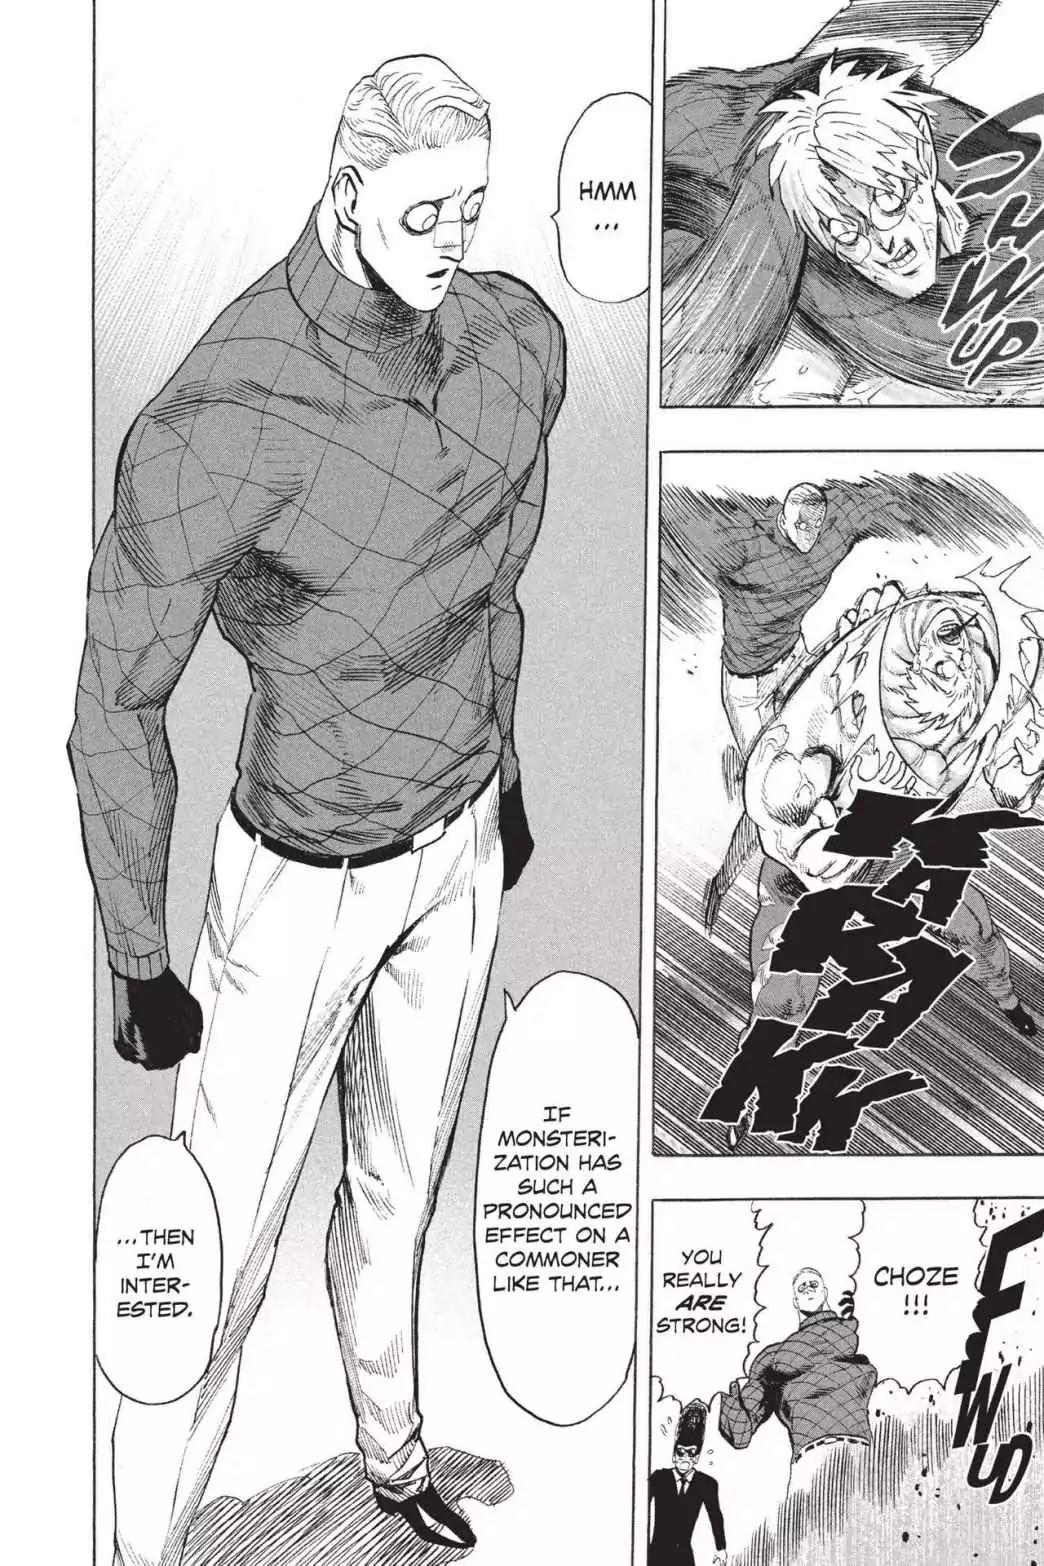 SHWUP
TABAMM
CHOZE
!!!
YOU
REALLY
ARE
STRONG!
FWUD
HMM
...
IF
MONSTERI-
ZATION HAS
SUCH A
PRONOUNCED
EFFECT ON A
COMMONER
LIKE THAT...
...THEN
I'M
INTER-
ESTED.